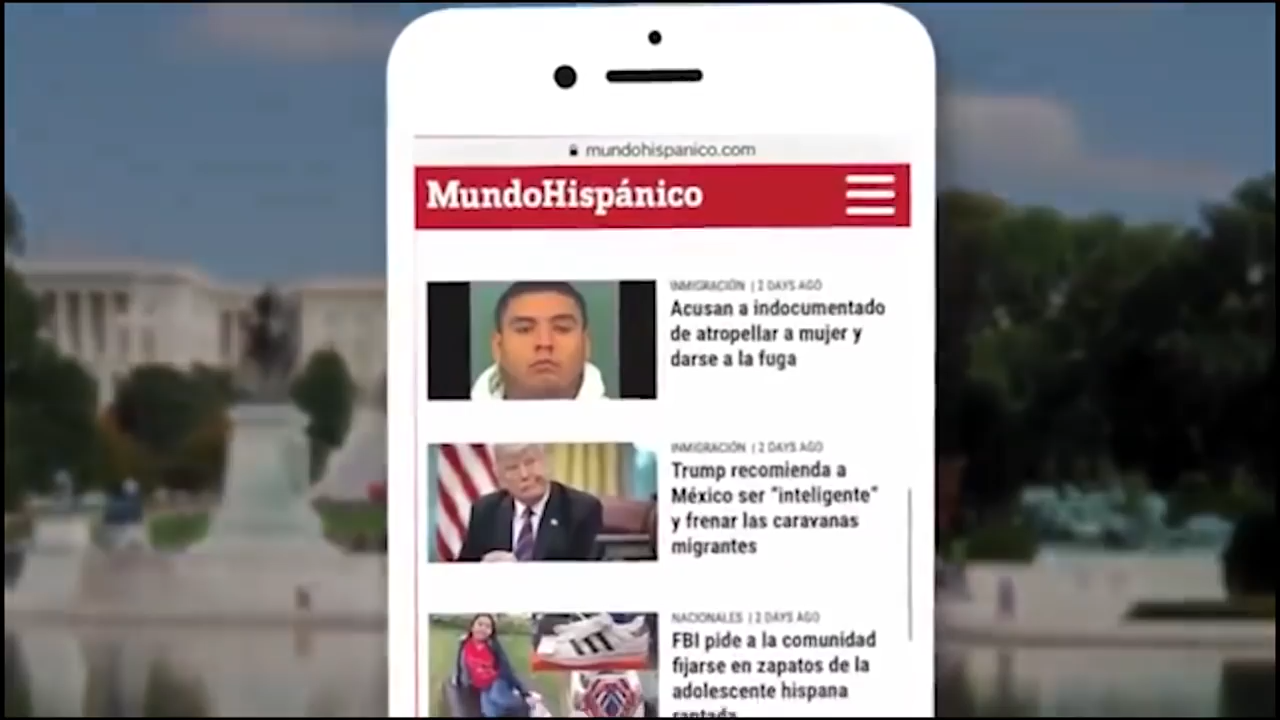 mundohispanico.com
MundoHispánico
INMIGRACIÓN | 2 DAYS AGO
Acusan a indocumentado
de atropellar a mujer y
darse a la fuga
INMIGRACIÓN | 2 DAYS AGO
Trump recomienda a
México ser "inteligente"
y frenar las caravanas
migrantes
NACIONALES | 2 DAYS AGO
FBI pide a la comunidad
fijarse en zapatos de la
adolescente hispana